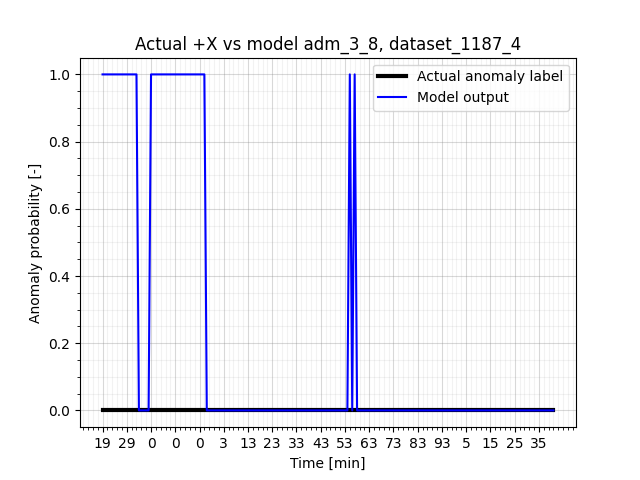 Actual +X vs model adm_3_8, dataset_1187_4
Actual anomaly label
Model output
Anomaly probability [-]
1.0
0.8
0.6
0.4
0.2
0.0
19 29 0 0 0 3 13 23 33 43 53 63 73 83 93 5 15 25 35
Time [min]